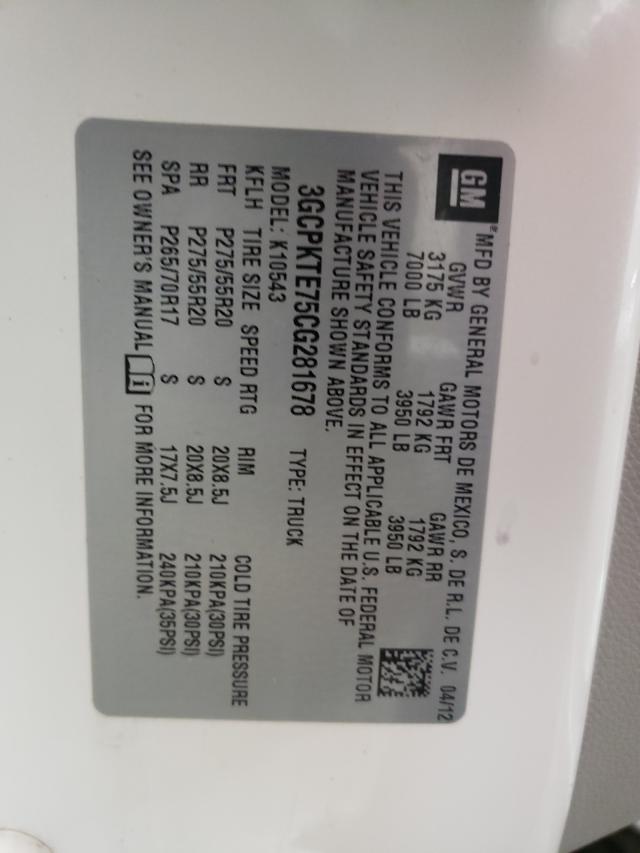 GM
®MFD BY GENERAL MOTORS DE MEXICO, S. DE R.L. DE C.V. 04/12
GVWR GAWR FRT GAWR RR
3175 KG 1792 KG 1792 KG
7000 LB 3950 LB 3950 LB
THIS VEHICLE CONFORMS TO ALL APPLICABLE U.S. FEDERAL MOTOR
VEHICLE SAFETY STANDARDS IN EFFECT ON THE DATE OF
MANUFACTURE SHOWN ABOVE.
3GCPKTE75CG281678 TYPE: TRUCK
MODEL: K10543
KFLH TIRE SIZE SPEED RTG RIM COLD TIRE PRESSURE
FRT P275/55R20 S 20X8.5J 210KPA(30PSI)
RR P275/55R20 S 20X8.5J 210KPA(30PSI)
SPA P265/70R17 S 17X7.5J 240KPA(35PSI)
SEE OWNER'S MANUAL i FOR MORE INFORMATION.